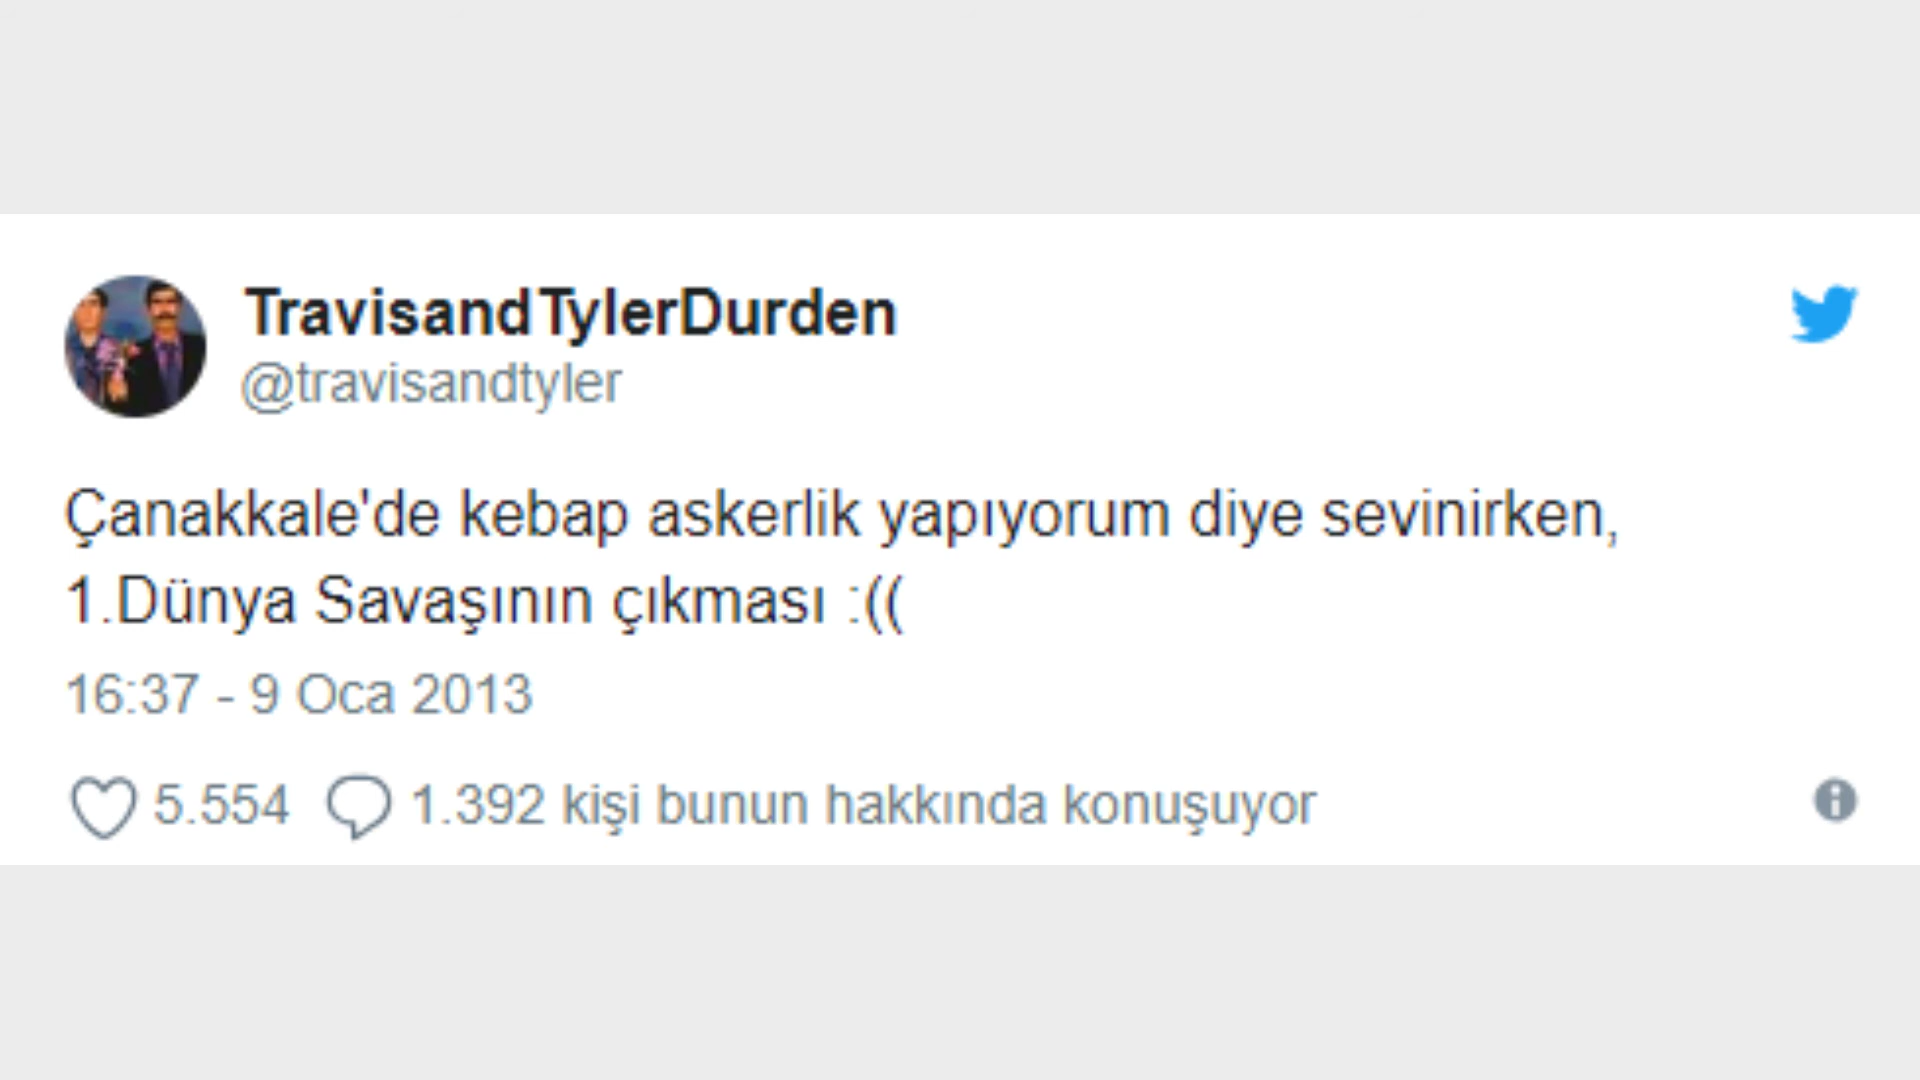 TravisandTylerDurden
@travisandtyler
Çanakkale'de kebap askerlik yapıyorum diye sevinirken,
1.Dünya Savaşının çıkması :((
16:37 - 9 Oca 2013
5.554 1.392 kişi bunun hakkında konuşuyor